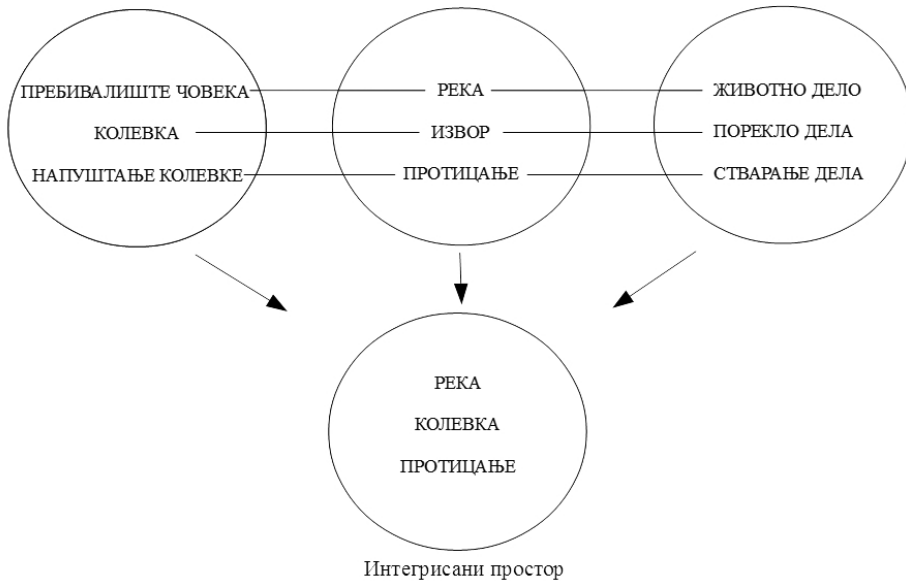 ПРЕБИВАЛИШТЕ ЧОВЕКА
КОЛЕВКА
НАПУШТАЊЕ КОЛЕВКЕ
РЕКА
ИЗВОР
ПРОТИЦАЊЕ
ЖИВОТНО ДЕЛО
ПОРЕКЛО ДЕЛА
СТВАРАЊЕ ДЕЛА
РЕКА
КОЛЕВКА
ПРОТИЦАЊЕ
Интегрисани простор